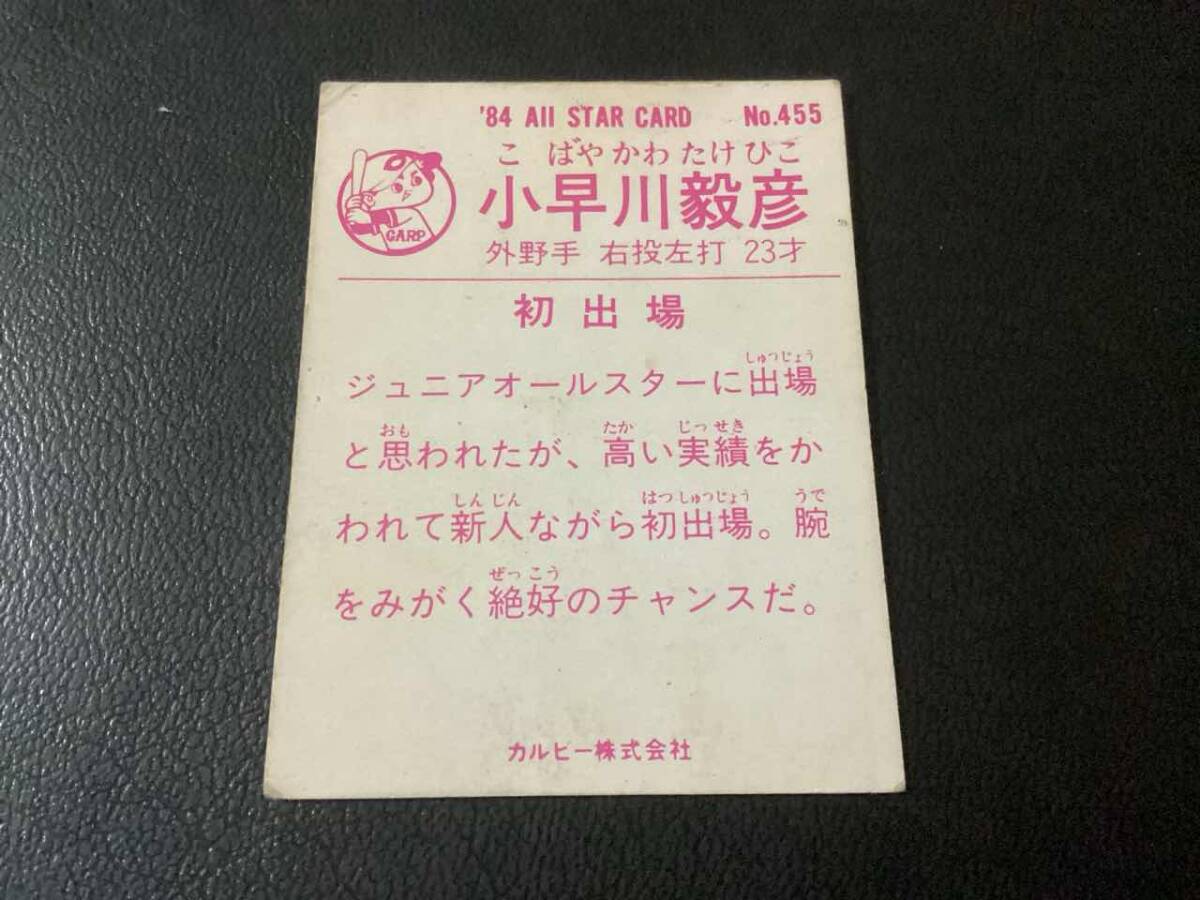 '84 All STAR CARD No.455
こばやかわたけひこ
小早川毅彦
CARP
外野手 右投左打 23才
初出場
しゅつじょう
ジュニアオールスターに出場
おも たか じっせき
と思われたが、高い実績をか
しんじん はつしゅつじょう うで
われて新人ながら初出場。腕
ぜっこう
をみがく絶好のチャンスだ。
カルビー株式会社